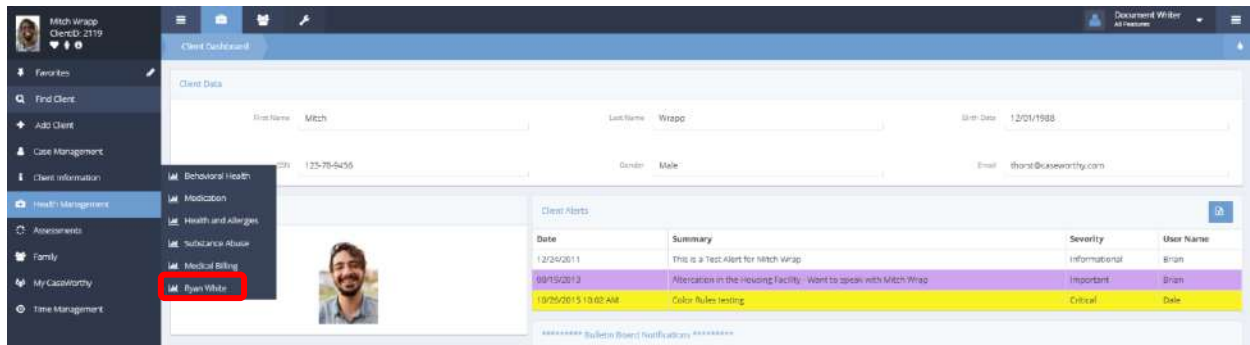 Mitch Wrapp
ClientID: 2119
Document Writer
All Features
Client Dashboard
Favorites
Find Client
Add Client
Case Management
Client Information
Health Management
Assessments
Family
My CaseWorthy
Time Management
Behavioral Health
Medication
Health and Allergies
Substance Abuse
Medical Billing
Ryan White
Client Data
First Name Mitch
Last Name Wrapp
Birth Date 12/01/1988
SSN 123-78-9456
Gender Male
Email thorst@caseworthy.com
Client Alerts
Date Summary Severity User Name
12/24/2011 This is a Test Alert for Mitch Wrap Informational Brian
09/15/2013 Altercation in the Housing Facility - Want to speak with Mitch Wrap Important Brian
10/26/2015 10:02 AM Color Rules testing Critical Dale
********* Bulletin Board Notifications *********